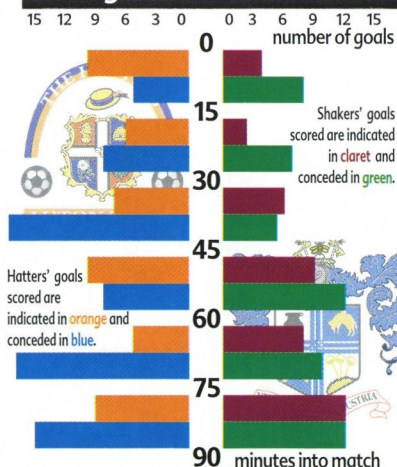 15 12 9 6 3 0 0 3 6 9 12 15
number of goals
0
15
Shakers' goals
scored are indicated
in claret and
conceded in green.
30
45
Hatters' goals
scored are
indicated in orange and
conceded in blue.
60
75
90 minutes into match